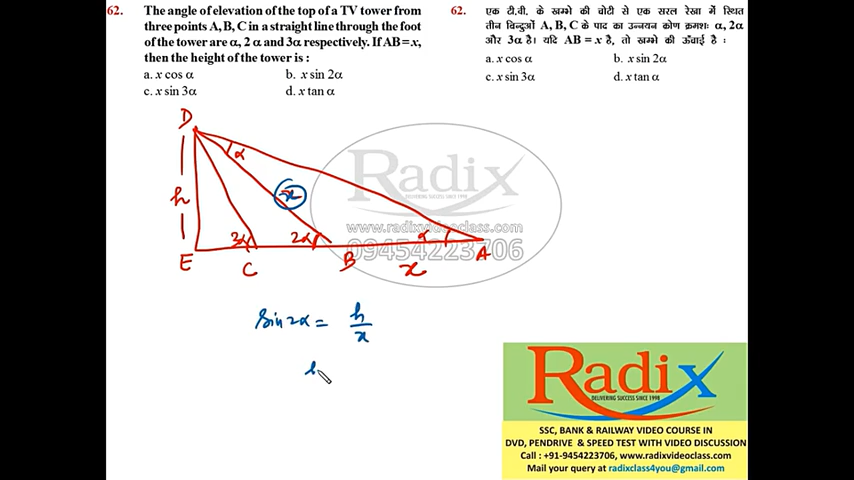 62. The angle of elevation of the top of a TV tower from
three points A, B, C in a straight line through the foot
of the tower are α, 2 α and 3α respectively. If AB = x,
then the height of the tower is :
a. x cos α b. x sin 2α
c. x sin 3α d. x tan α
62. एक टी.वी. के खम्भे की चोटी से एक सरल रेखा में स्थित
तीन विन्दुओं A, B, C के पाद का उन्नयन कोण क्रमशः α, 2α
और 3α है। यदि AB = x है, तो खम्भे की ऊँचाई है :
a. x cos α b. x sin 2α
c. x sin 3α d. x tan α
D
α
h
x
3α 2α α
E C B x A
Radix
DELIVERING SUCCESS SINCE 1998
www.radixvideoclass.com
09454223706
sin 2α = h/x
h
Radix
DELIVERING SUCCESS SINCE 1998
SSC, BANK & RAILWAY VIDEO COURSE IN
DVD, PENDRIVE & SPEED TEST WITH VIDEO DISCUSSION
Call : +91-9454223706, www.radixvideoclass.com
Mail your query at radixclass4you@gmail.com